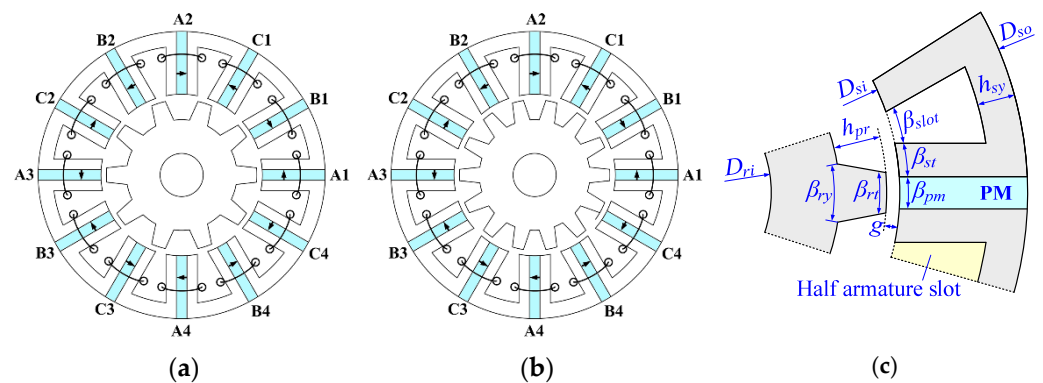 A2
B2
C1
C2
B1
A3
A1
B3
C4
C3
B4
A4
(a)
A2
B2
C1
C2
B1
A3
A1
B3
C4
C3
B4
A4
(b)
Dso
Dsi
hsy
βslot
hpr
βst
Dri
βry
βrt
βpm
PM
g
Half armature slot
(c)